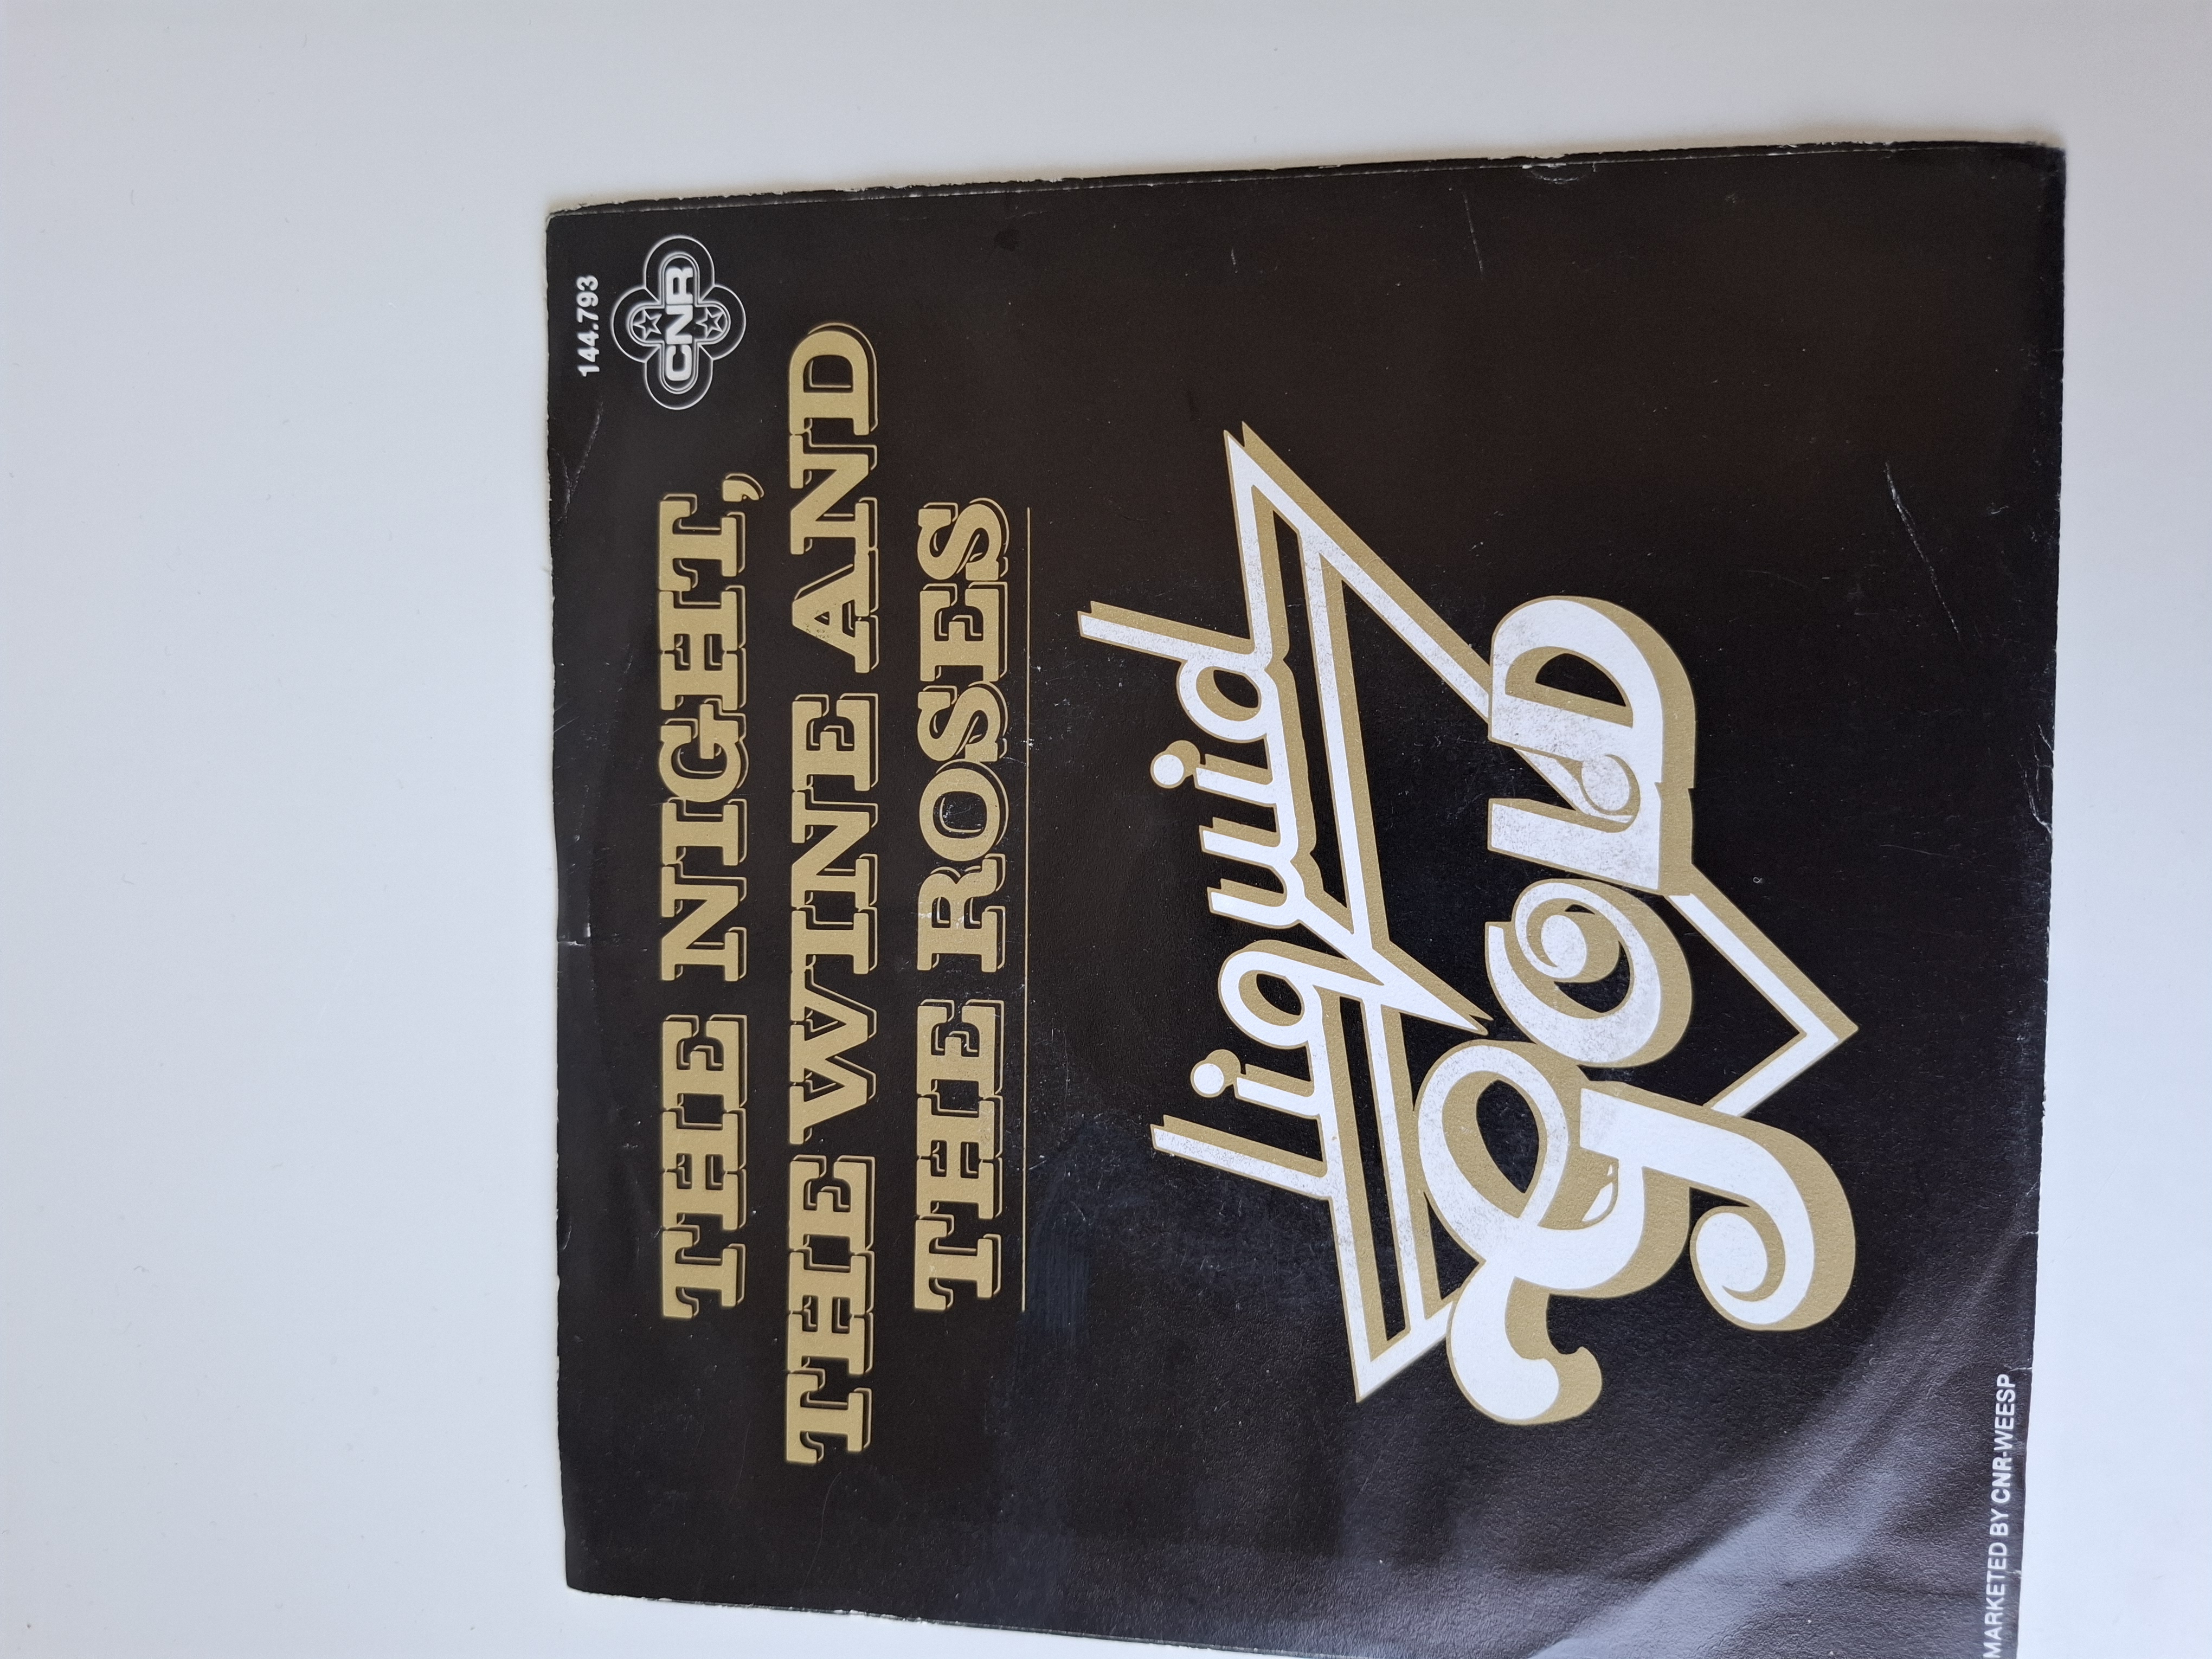 144.793
CNR
THE NIGHT,
THE WINE AND
THE ROSES
liquid
GOLD
MARKETED BY CNR-WEESP